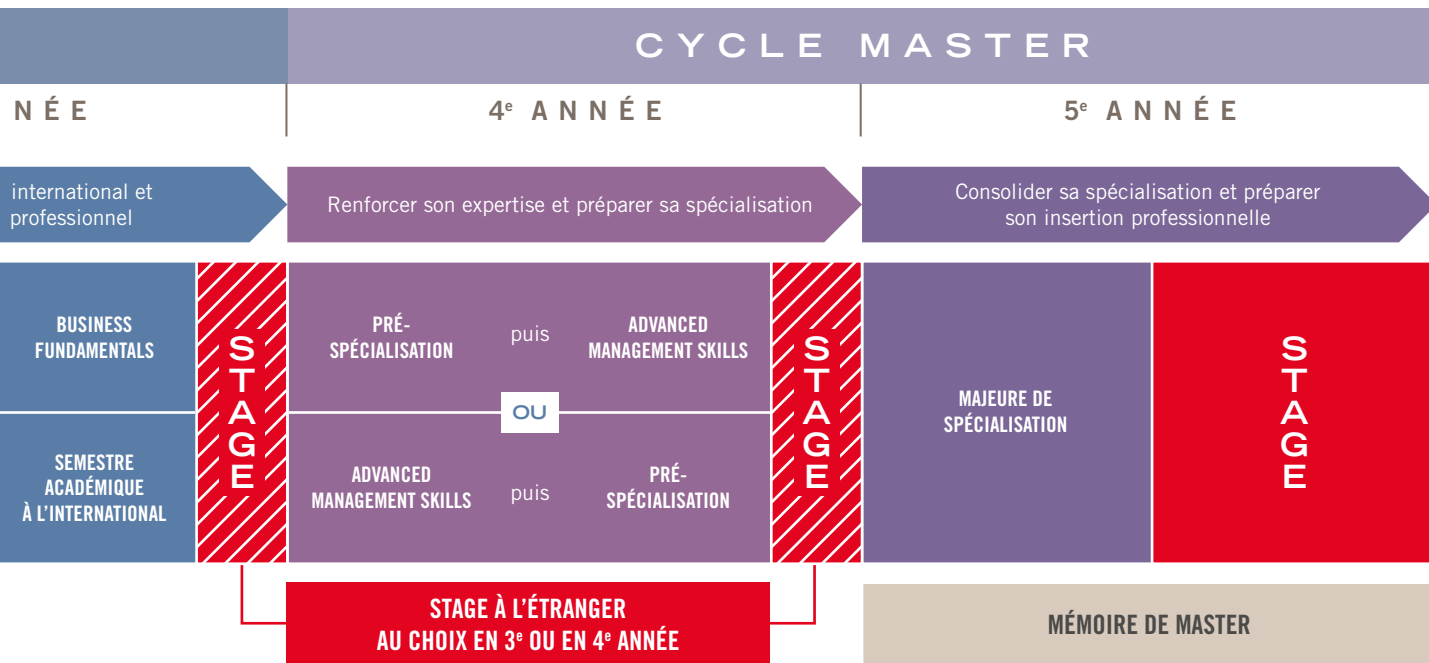 CYCLE MASTER
NÉE
4e ANNÉE
5e ANNÉE
international et
professionnel
Renforcer son expertise et préparer sa spécialisation
Consolider sa spécialisation et préparer
son insertion professionnelle
BUSINESS
FUNDAMENTALS
SEMESTRE
ACADÉMIQUE
À L'INTERNATIONAL
STAGE
PRÉ-
SPÉCIALISATION
puis
ADVANCED
MANAGEMENT SKILLS
OU
ADVANCED
MANAGEMENT SKILLS
puis
PRÉ-
SPÉCIALISATION
STAGE
MAJEURE DE
SPÉCIALISATION
STAGE
STAGE À L'ÉTRANGER
AU CHOIX EN 3e OU EN 4e ANNÉE
MÉMOIRE DE MASTER